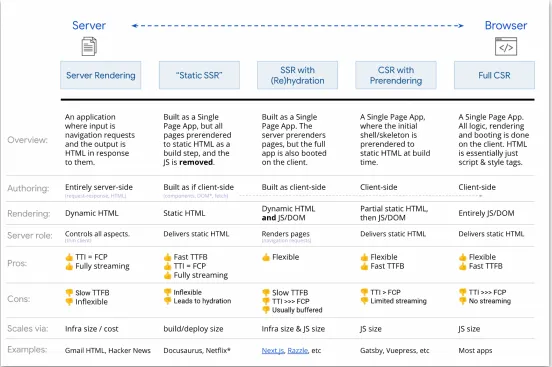 Server
Browser
Server Rendering
“Static SSR”
SSR with
(Re)hydration
CSR with
Prerendering
Full CSR
Overview:
An application
where input is
navigation requests
and the output is
HTML in response
to them.
Built as a Single
Page App, but all
pages prerendered
to static HTML as a
build step, and the
JS is removed.
Built as a Single
Page App. The
server prerenders
pages, but the full
app is also booted
on the client.
A Single Page App,
where the initial
shell/skeleton is
prerendered to
static HTML at build
time.
A Single Page App.
All logic, rendering
and booting is done
on the client. HTML
is essentially just
script & style tags.
Authoring:
Entirely server-side
Built as if client-side
Built as client-side
Client-side
Client-side
Rendering:
Dynamic HTML
Static HTML
Dynamic HTML
and JS/DOM
Partial static HTML,
then JS/DOM
Entirely JS/DOM
Server role:
Controls all aspects.
(thin client)
Delivers static HTML
Renders pages
(navigation requests)
Delivers static HTML
Delivers static HTML
Pros:
👍 TTI = FCP
👍 Fully streaming
👍 Fast TTFB
👍 TTI = FCP
👍 Fully streaming
👍 Flexible
👍 Flexible
👍 Fast TTFB
👍 Flexible
👍 Fast TTFB
Cons:
👎 Slow TTFB
👎 Inflexible
👎 Inflexible
👎 Leads to hydration
👎 Slow TTFB
👎 TTI >>> FCP
👎 Usually buffered
👎 TTI > FCP
👎 Limited streaming
👎 TTI >>> FCP
👎 No streaming
Scales via:
Infra size / cost
build/deploy size
Infra size & JS size
JS size
JS size
Examples:
Gmail HTML, Hacker News
Docusaurus, Netflix*
Next.js, Razzle, etc
Gatsby, Vuepress, etc
Most apps